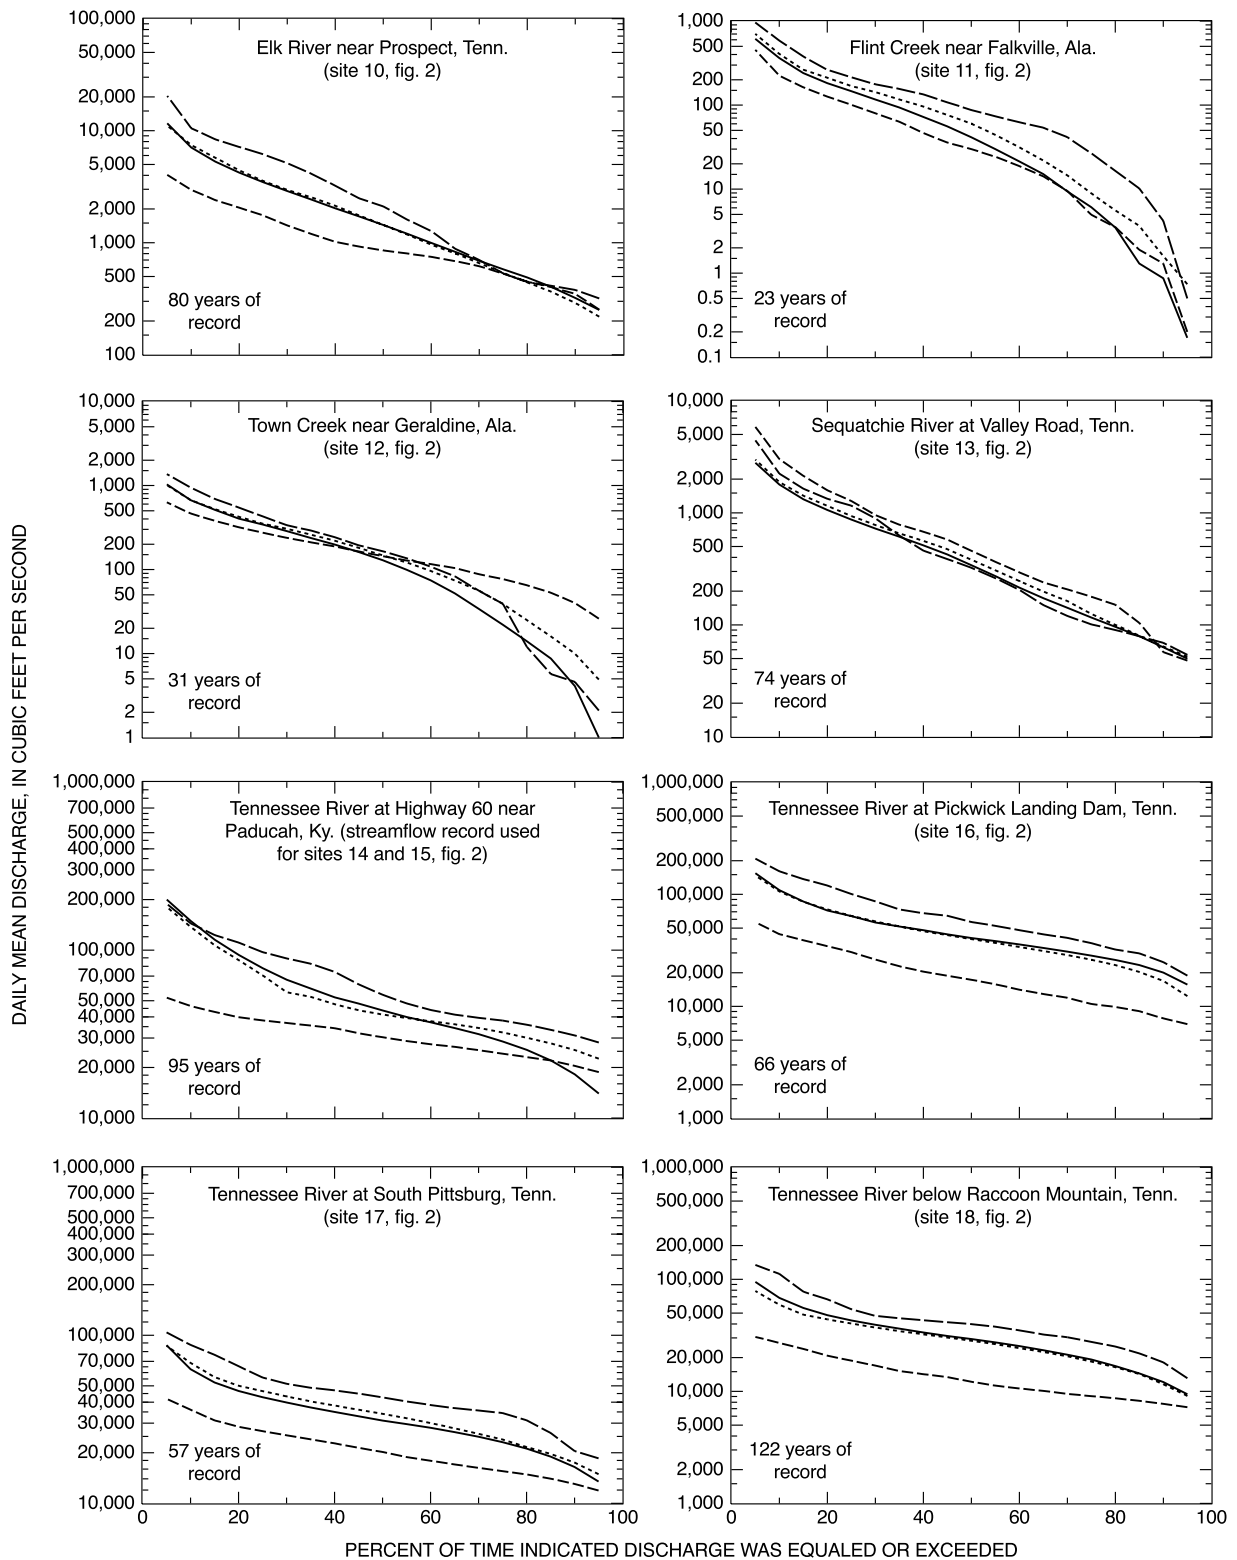 DAILY MEAN DISCHARGE, IN CUBIC FEET PER SECOND
Elk River near Prospect, Tenn.
(site 10, fig. 2)
100,000
50,000
20,000
10,000
5,000
2,000
1,000
500
200
100
80 years of
record
Flint Creek near Falkville, Ala.
(site 11, fig. 2)
1,000
500
200
100
50
20
10
5
2
1
0.5
0.2
0.1
23 years of
record
Town Creek near Geraldine, Ala.
(site 12, fig. 2)
10,000
5,000
2,000
1,000
500
200
100
50
20
10
5
2
1
31 years of
record
Sequatchie River at Valley Road, Tenn.
(site 13, fig. 2)
10,000
5,000
2,000
1,000
500
200
100
50
20
10
74 years of
record
Tennessee River at Highway 60 near
Paducah, Ky. (streamflow record used
for sites 14 and 15, fig. 2)
1,000,000
700,000
500,000
400,000
300,000
200,000
100,000
70,000
50,000
40,000
30,000
20,000
10,000
95 years of
record
Tennessee River at Pickwick Landing Dam, Tenn.
(site 16, fig. 2)
1,000,000
500,000
200,000
100,000
50,000
20,000
10,000
5,000
2,000
1,000
66 years of
record
Tennessee River at South Pittsburg, Tenn.
(site 17, fig. 2)
1,000,000
700,000
500,000
400,000
300,000
200,000
100,000
70,000
50,000
40,000
30,000
20,000
10,000
57 years of
record
0 20 40 60 80 100
Tennessee River below Raccoon Mountain, Tenn.
(site 18, fig. 2)
1,000,000
500,000
200,000
100,000
50,000
20,000
10,000
5,000
2,000
1,000
122 years of
record
0 20 40 60 80 100
PERCENT OF TIME INDICATED DISCHARGE WAS EQUALED OR EXCEEDED